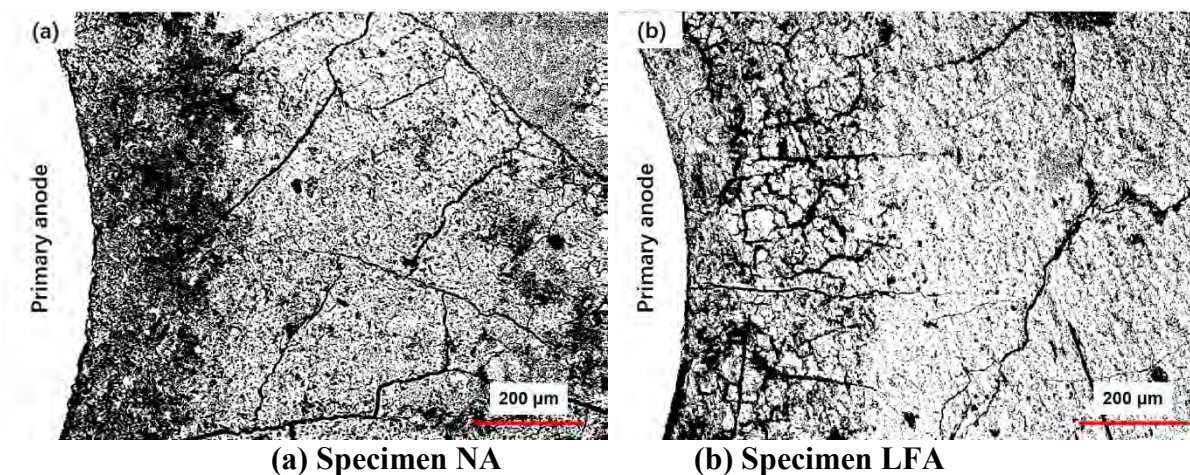 (a)
Primary anode
200 µm
(b)
Primary anode
200 µm
(a) Specimen NA
(b) Specimen LFA